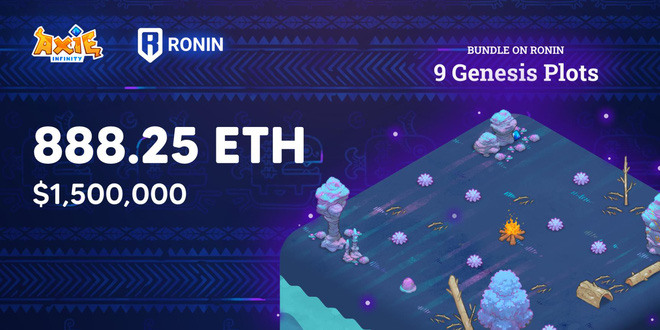 AXIE
INFINITY
RONIN
BUNDLE ON RONIN
9 Genesis Plots
888.25 ETH
$1,500,000